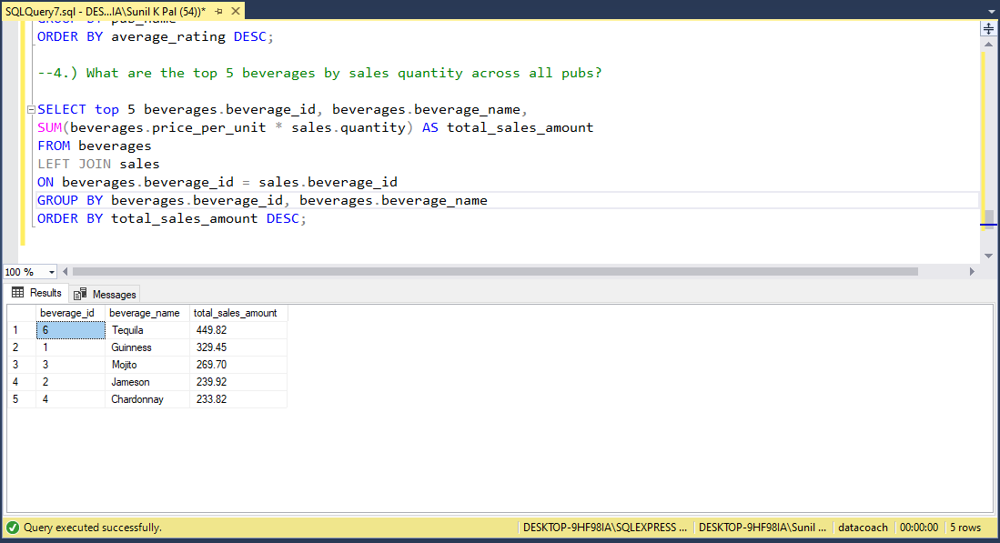 SQLQuery7.sql - DES...IA\Sunil K Pal (54))*
GROUP BY pub_name
ORDER BY average_rating DESC;
--4.) What are the top 5 beverages by sales quantity across all pubs?
SELECT top 5 beverages.beverage_id, beverages.beverage_name,
SUM(beverages.price_per_unit * sales.quantity) AS total_sales_amount
FROM beverages
LEFT JOIN sales
ON beverages.beverage_id = sales.beverage_id
GROUP BY beverages.beverage_id, beverages.beverage_name
ORDER BY total_sales_amount DESC;
100 %
Results Messages
beverage_id beverage_name total_sales_amount
1 6 Tequila 449.82
2 1 Guinness 329.45
3 3 Mojito 269.70
4 2 Jameson 239.92
5 4 Chardonnay 233.82
Query executed successfully. DESKTOP-9HF98IA\SQLEXPRESS ... DESKTOP-9HF98IA\Sunil ... datacoach 00:00:00 5 rows